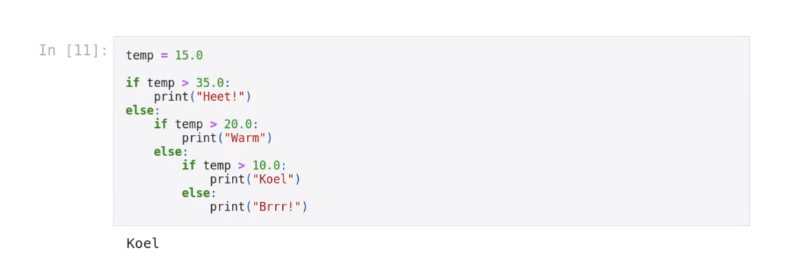 In [11]:
temp = 15.0
if temp > 35.0:
    print("Heet!")
else:
    if temp > 20.0:
        print("Warm")
    else:
        if temp > 10.0:
            print("Koel")
        else:
            print("Brrr!")
Koel